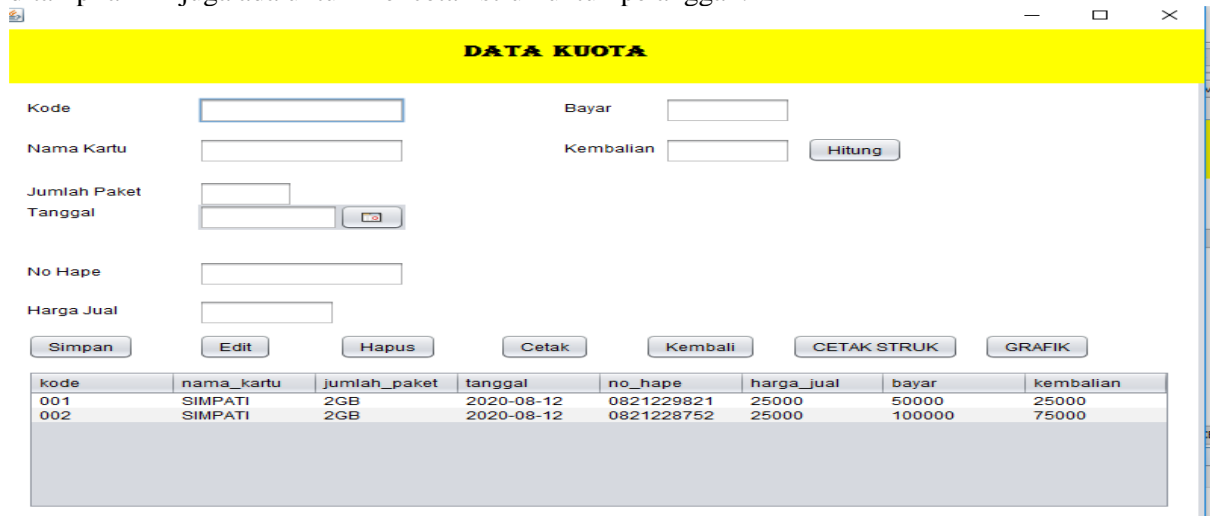 DATA KUOTA
Kode Bayar
Nama Kartu Kembalian Hitung
Jumlah Paket
Tanggal
No Hape
Harga Jual
Simpan Edit Hapus Cetak Kembali CETAK STRUK GRAFIK
kode nama_kartu jumlah_paket tanggal no_hape harga_jual bayar kembalian
001 SIMPATI 2GB 2020-08-12 0821229821 25000 50000 25000
002 SIMPATI 2GB 2020-08-12 0821228752 25000 100000 75000